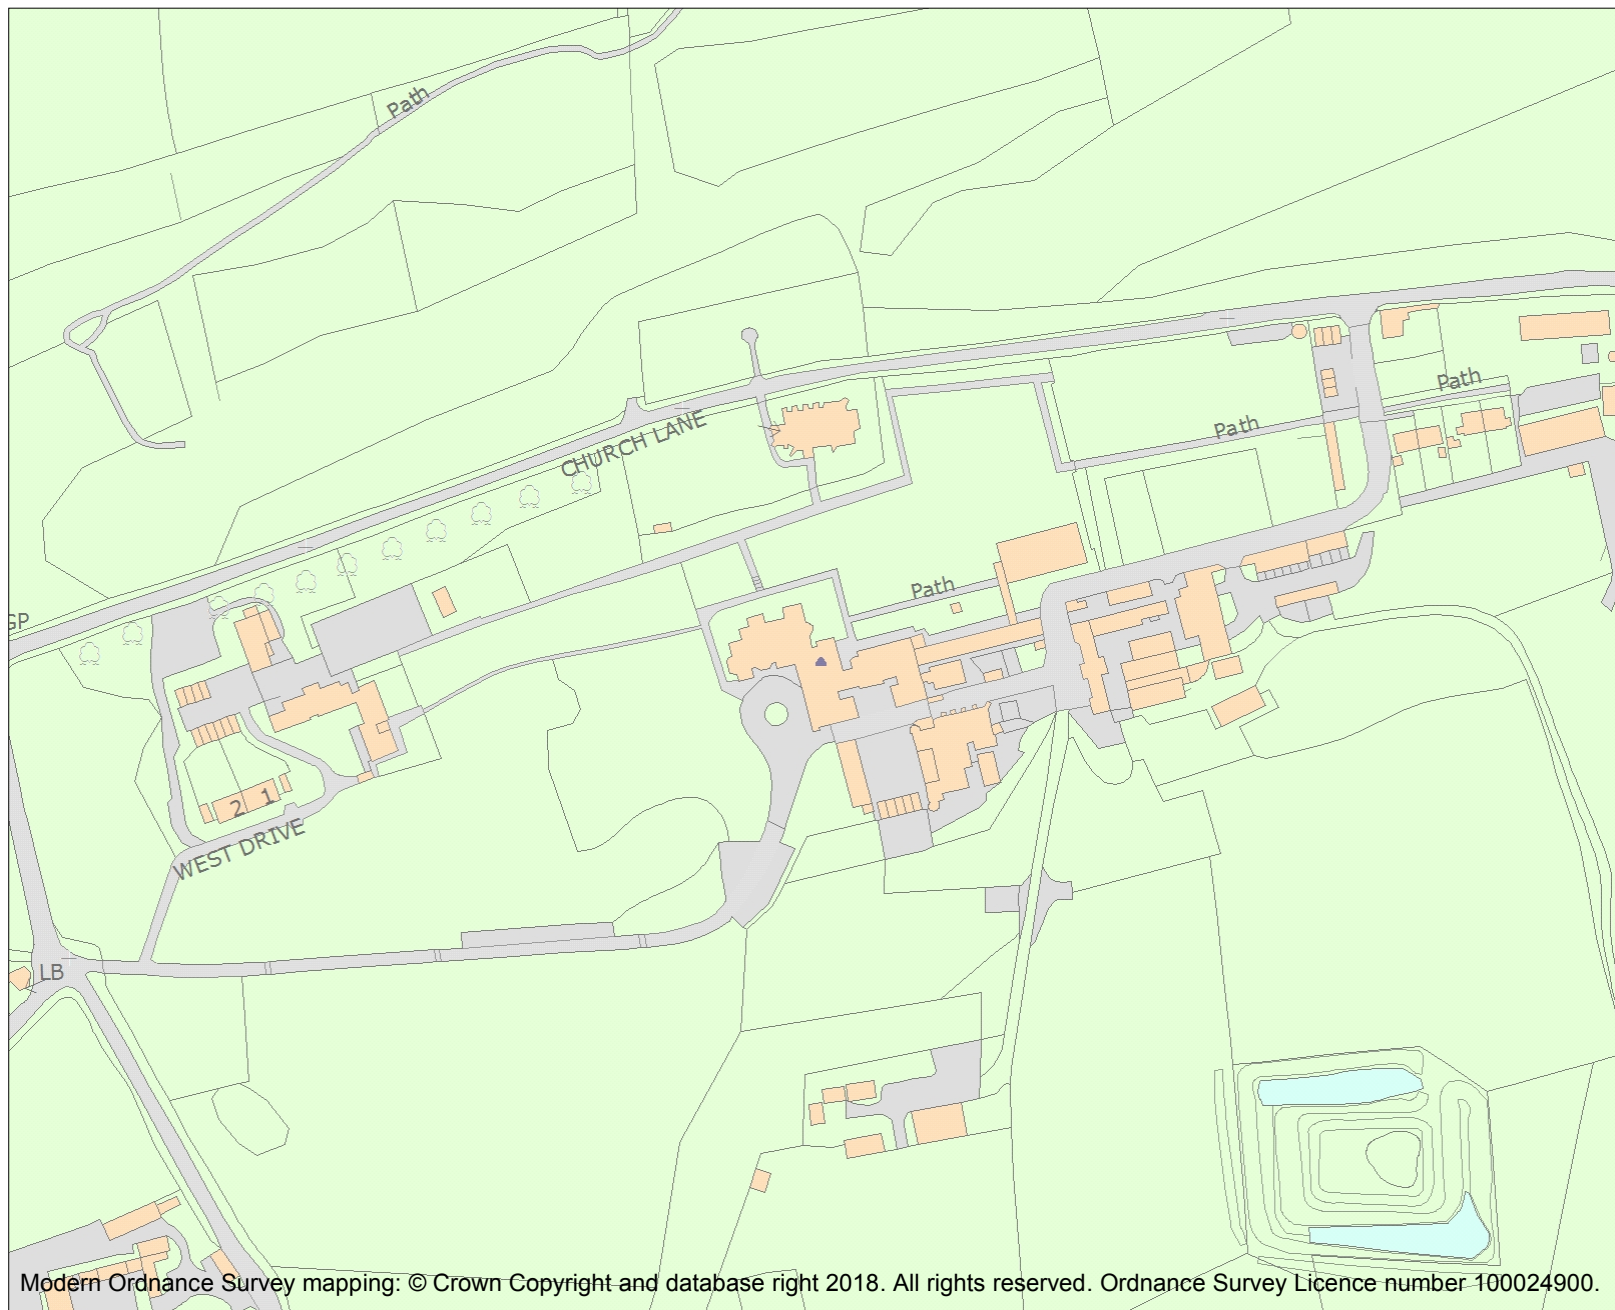 Path
Path
CHURCH LANE
Path
Path
GP
2 1
WEST DRIVE
LB
Modern Ordnance Survey mapping: © Crown Copyright and database right 2018. All rights reserved. Ordnance Survey Licence number 100024900.